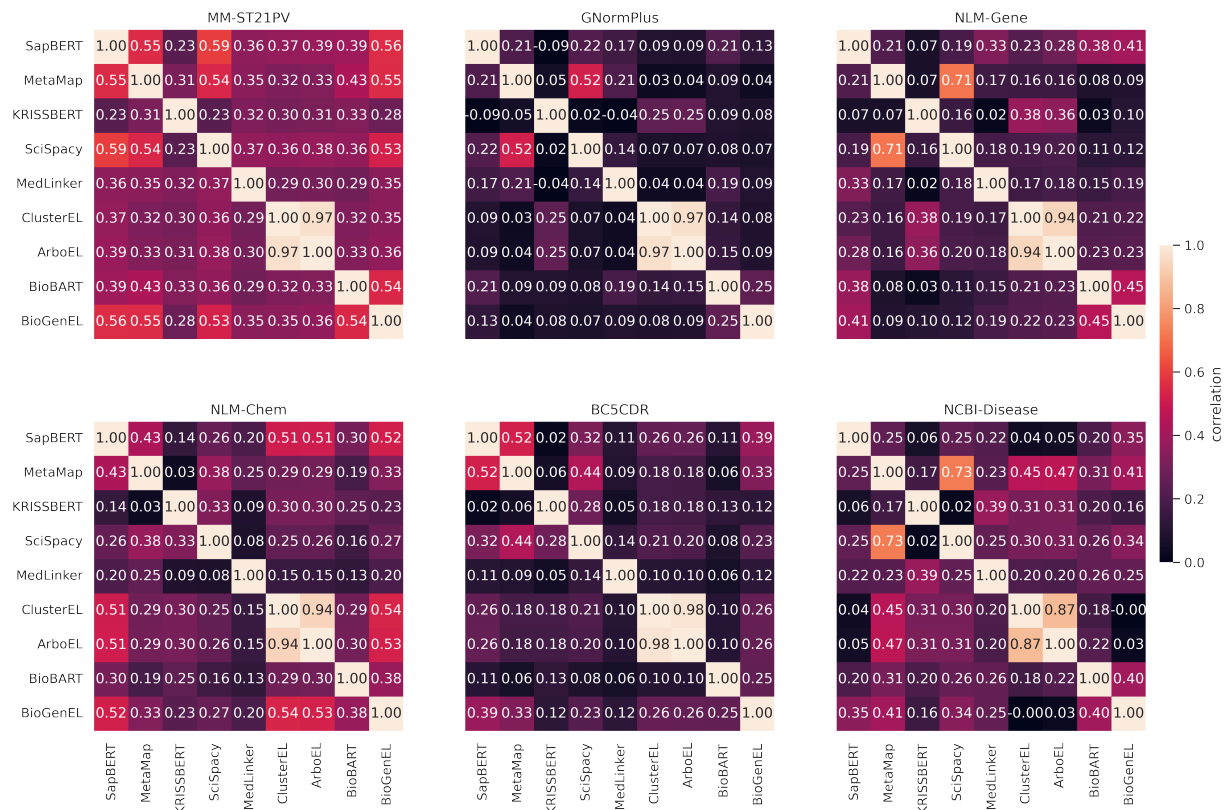 MM-ST21PV GNormPlus NLM-Gene
SapBERT 1.00 0.55 0.23 0.59 0.36 0.37 0.39 0.39 0.56 1.00 0.21 -0.09 0.22 0.17 0.09 0.09 0.21 0.13 1.00 0.21 0.07 0.19 0.33 0.23 0.28 0.38 0.41
MetaMap 0.55 1.00 0.31 0.54 0.35 0.32 0.33 0.43 0.55 0.21 1.00 0.05 0.52 0.21 0.03 0.04 0.09 0.04 0.21 1.00 0.07 0.71 0.17 0.16 0.16 0.08 0.09
KRISSBERT 0.23 0.31 1.00 0.23 0.32 0.30 0.31 0.33 0.28 -0.09 0.05 1.00 0.02 -0.04 0.25 0.25 0.09 0.08 0.07 0.07 1.00 0.16 0.02 0.38 0.36 0.03 0.10
SciSpacy 0.59 0.54 0.23 1.00 0.37 0.36 0.38 0.36 0.53 0.22 0.52 0.02 1.00 0.14 0.07 0.07 0.08 0.07 0.19 0.71 0.16 1.00 0.18 0.19 0.20 0.11 0.12
MedLinker 0.36 0.35 0.32 0.37 1.00 0.29 0.30 0.29 0.35 0.17 0.21 -0.04 0.14 1.00 0.04 0.04 0.19 0.09 0.33 0.17 0.02 0.18 1.00 0.17 0.18 0.15 0.19
ClusterEL 0.37 0.32 0.30 0.36 0.29 1.00 0.97 0.32 0.35 0.09 0.03 0.25 0.07 0.04 1.00 0.97 0.14 0.08 0.23 0.16 0.38 0.19 0.17 1.00 0.94 0.21 0.22
ArboEL 0.39 0.33 0.31 0.38 0.30 0.97 1.00 0.33 0.36 0.09 0.04 0.25 0.07 0.04 0.97 1.00 0.15 0.09 0.28 0.16 0.36 0.20 0.18 0.94 1.00 0.23 0.23
BioBART 0.39 0.43 0.33 0.36 0.29 0.32 0.33 1.00 0.54 0.21 0.09 0.09 0.08 0.19 0.14 0.15 1.00 0.25 0.38 0.08 0.03 0.11 0.15 0.21 0.23 1.00 0.45
BioGenEL 0.56 0.55 0.28 0.53 0.35 0.35 0.36 0.54 1.00 0.13 0.04 0.08 0.07 0.09 0.08 0.09 0.25 1.00 0.41 0.09 0.10 0.12 0.19 0.22 0.23 0.45 1.00
NLM-Chem BC5CDR NCBI-Disease
SapBERT 1.00 0.43 0.14 0.26 0.20 0.51 0.51 0.30 0.52 1.00 0.52 0.02 0.32 0.11 0.26 0.26 0.11 0.39 1.00 0.25 0.06 0.25 0.22 0.04 0.05 0.20 0.35
MetaMap 0.43 1.00 0.03 0.38 0.25 0.29 0.29 0.19 0.33 0.52 1.00 0.06 0.44 0.09 0.18 0.18 0.06 0.33 0.25 1.00 0.17 0.73 0.23 0.45 0.47 0.31 0.41
KRISSBERT 0.14 0.03 1.00 0.33 0.09 0.30 0.30 0.25 0.23 0.02 0.06 1.00 0.28 0.05 0.18 0.18 0.13 0.12 0.06 0.17 1.00 0.02 0.39 0.31 0.31 0.20 0.16
SciSpacy 0.26 0.38 0.33 1.00 0.08 0.25 0.26 0.16 0.27 0.32 0.44 0.28 1.00 0.14 0.21 0.20 0.08 0.23 0.25 0.73 0.02 1.00 0.25 0.30 0.31 0.26 0.34
MedLinker 0.20 0.25 0.09 0.08 1.00 0.15 0.15 0.13 0.20 0.11 0.09 0.05 0.14 1.00 0.10 0.10 0.06 0.12 0.22 0.23 0.39 0.25 1.00 0.20 0.20 0.26 0.25
ClusterEL 0.51 0.29 0.30 0.25 0.15 1.00 0.94 0.29 0.54 0.26 0.18 0.18 0.21 0.10 1.00 0.98 0.10 0.26 0.04 0.45 0.31 0.30 0.20 1.00 0.87 0.18 -0.00
ArboEL 0.51 0.29 0.30 0.26 0.15 0.94 1.00 0.30 0.53 0.26 0.18 0.18 0.20 0.10 0.98 1.00 0.10 0.26 0.05 0.47 0.31 0.31 0.20 0.87 1.00 0.22 0.03
BioBART 0.30 0.19 0.25 0.16 0.13 0.29 0.30 1.00 0.38 0.11 0.06 0.13 0.08 0.06 0.10 0.10 1.00 0.25 0.20 0.31 0.20 0.26 0.26 0.18 0.22 1.00 0.40
BioGenEL 0.52 0.33 0.23 0.27 0.20 0.54 0.53 0.38 1.00 0.39 0.33 0.12 0.23 0.12 0.26 0.26 0.25 1.00 0.35 0.41 0.16 0.34 0.25 -0.00 0.03 0.40 1.00
SapBERT MetaMap KRISSBERT SciSpacy MedLinker ClusterEL ArboEL BioBART BioGenEL SapBERT MetaMap KRISSBERT SciSpacy MedLinker ClusterEL ArboEL BioBART BioGenEL SapBERT MetaMap KRISSBERT SciSpacy MedLinker ClusterEL ArboEL BioBART BioGenEL
1.0
0.8
0.6
0.4
0.2
0.0
correlation